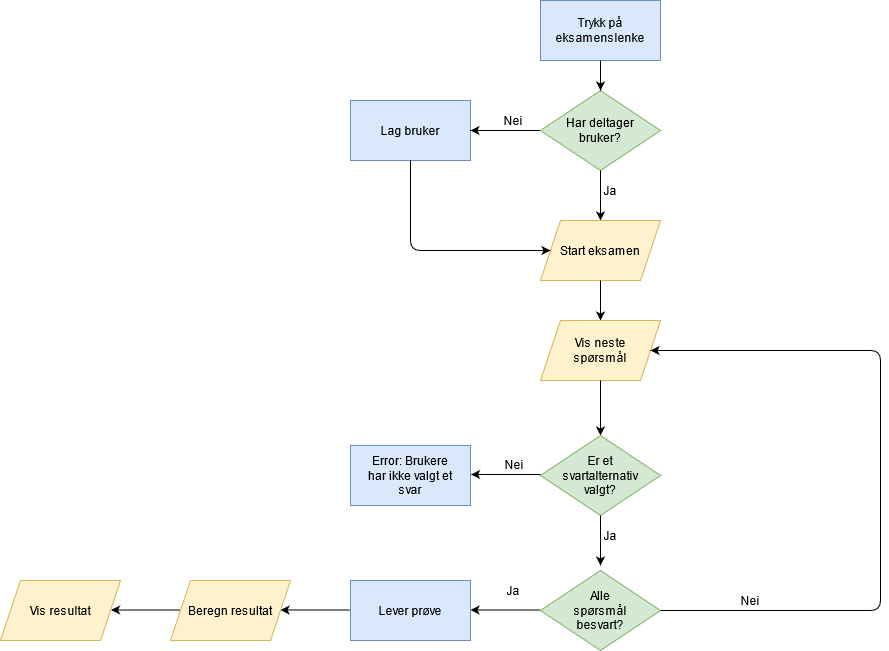 Trykk på
eksamenslenke
Har deltager
bruker?
Nei
Lag bruker
Ja
Start eksamen
Vis neste
spørsmål
Er et
svartalternativ
valgt?
Nei
Error: Brukere
har ikke valgt et
svar
Ja
Alle
spørsmål
besvart?
Nei
Ja
Lever prøve
Beregn resultat
Vis resultat